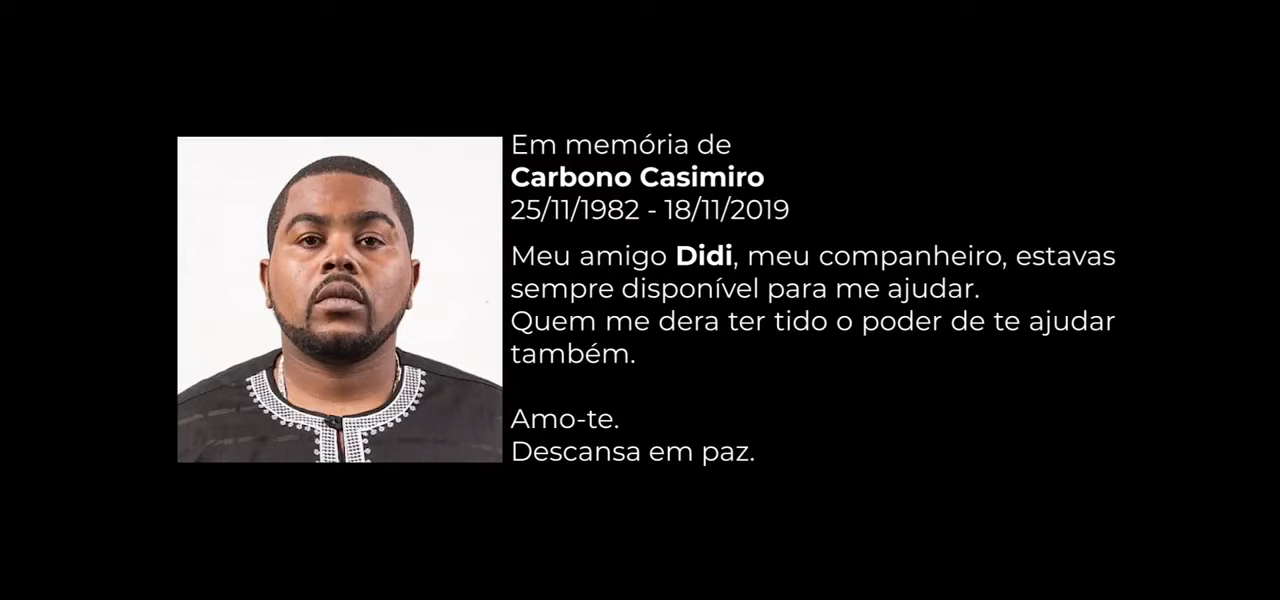 Em memória de
Carbono Casimiro
25/11/1982 - 18/11/2019
Meu amigo Didi, meu companheiro, estavas
sempre disponível para me ajudar.
Quem me dera ter tido o poder de te ajudar
também.
Amo-te.
Descansa em paz.